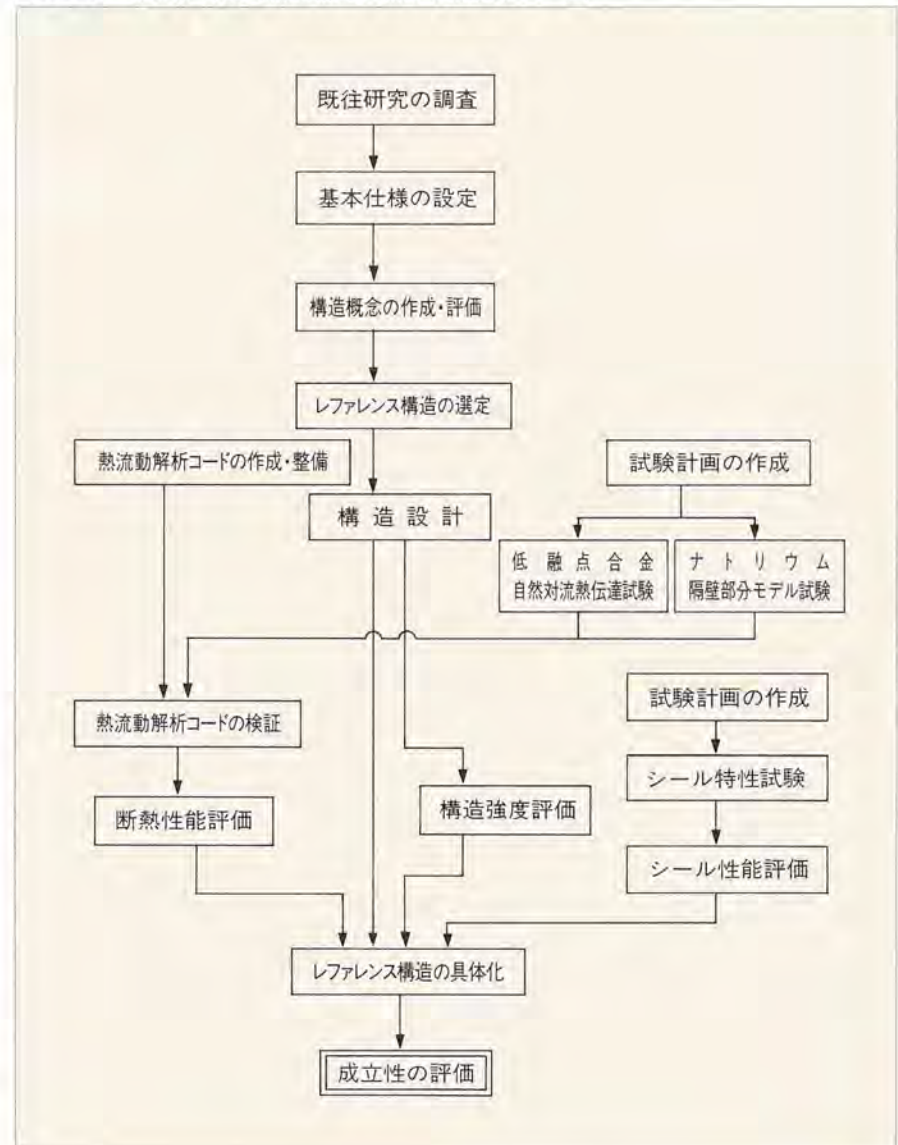 既往研究の調査
基本仕様の設定
構造概念の作成・評価
レファレンス構造の選定
熱流動解析コードの作成・整備
試験計画の作成
構造設計
低融点合金
自然対流熱伝達試験
ナトリウム
隔壁部分モデル試験
熱流動解析コードの検証
試験計画の作成
シール特性試験
断熱性能評価
構造強度評価
シール性能評価
レファレンス構造の具体化
成立性の評価